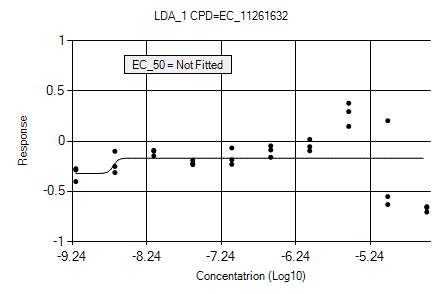 LDA_1 CPD=EC_11261632
1
EC_50 = Not Fitted
0.5
Response
0
-0.5
-1
-9.24 -8.24 -7.24 -6.24 -5.24
Concentatrion (Log10)